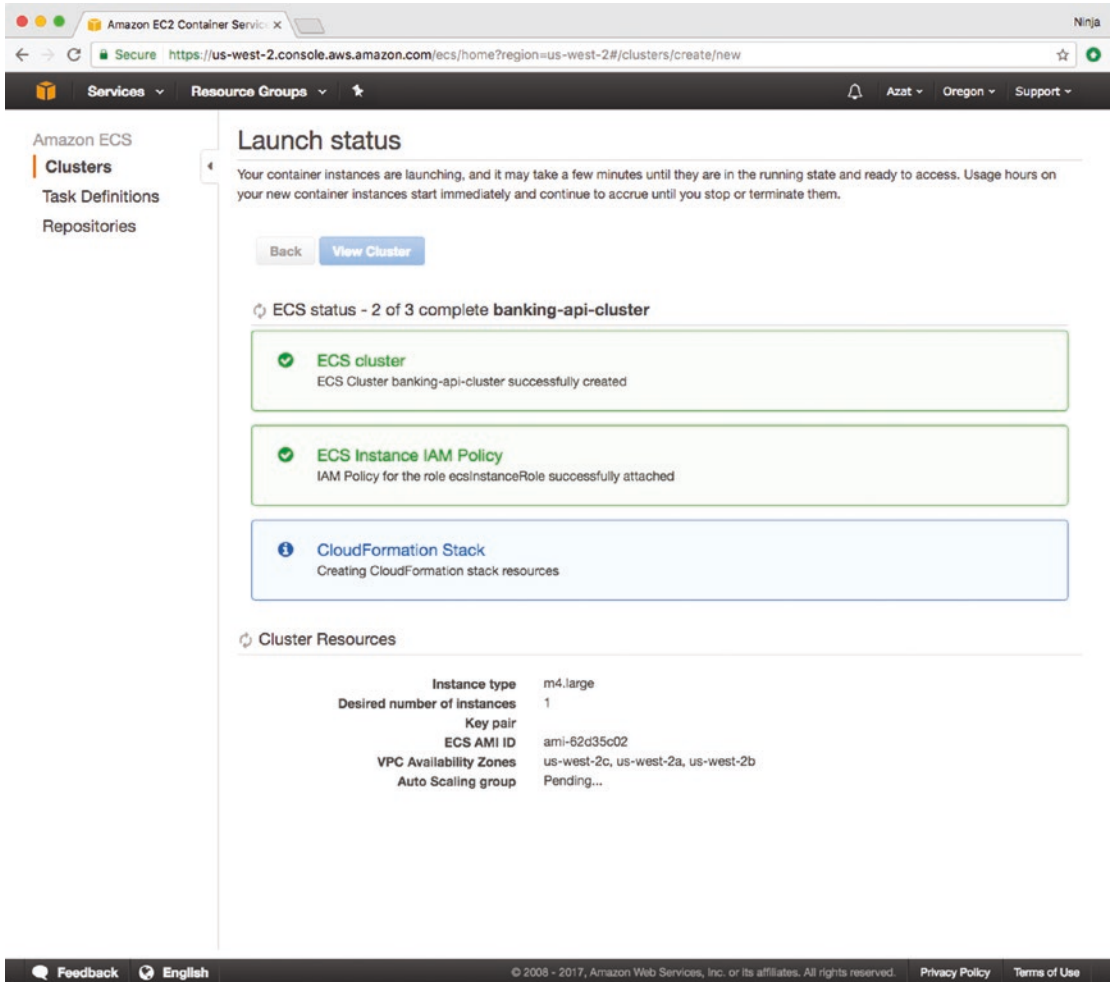 Amazon EC2 Container Servic
Ninja
Secure https://us-west-2.console.aws.amazon.com/ecs/home?region=us-west-2#/clusters/create/new
Services Resource Groups Azat Oregon Support
Amazon ECS
Clusters
Task Definitions
Repositories
Launch status
Your container instances are launching, and it may take a few minutes until they are in the running state and ready to access. Usage hours on
your new container instances start immediately and continue to accrue until you stop or terminate them.
Back View Cluster
ECS status - 2 of 3 complete banking-api-cluster
ECS cluster
ECS Cluster banking-api-cluster successfully created
ECS Instance IAM Policy
IAM Policy for the role ecsInstanceRole successfully attached
CloudFormation Stack
Creating CloudFormation stack resources
Cluster Resources
Instance type m4.large
Desired number of instances 1
Key pair
ECS AMI ID ami-62d35c02
VPC Availability Zones us-west-2c, us-west-2a, us-west-2b
Auto Scaling group Pending...
Feedback English © 2008 - 2017, Amazon Web Services, Inc. or its affiliates. All rights reserved. Privacy Policy Terms of Use